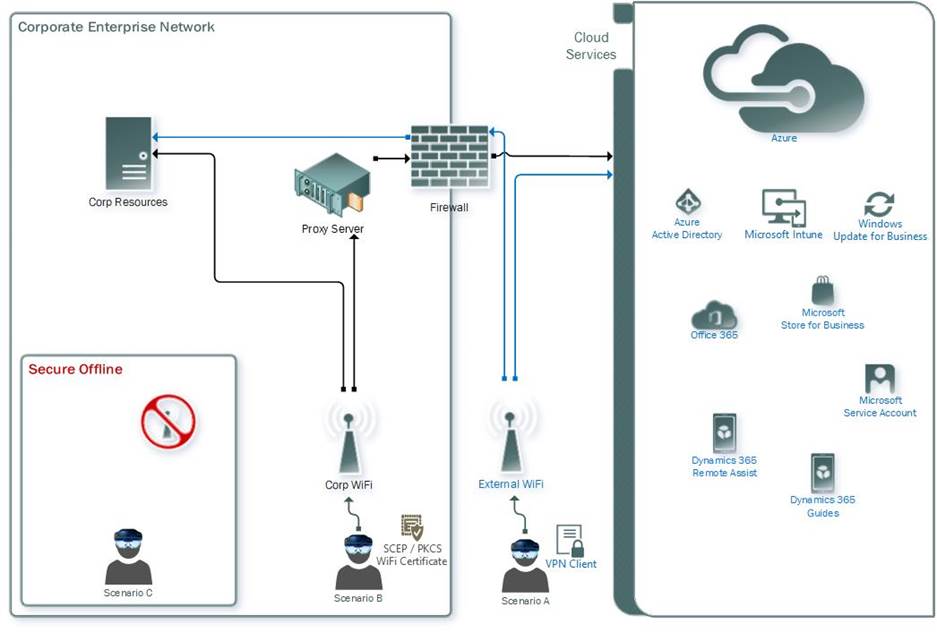 Corporate Enterprise Network
Cloud
Services
Azure
Corp Resources
Proxy Server
Firewall
Azure
Active Directory
Microsoft Intune
Windows
Update for Business
Office 365
Microsoft
Store for Business
Microsoft
Service Account
Dynamics 365
Remote Assist
Dynamics 365
Guides
Secure Offline
Scenario C
Corp WiFi
SCEP / PKCS
WiFi Certificate
Scenario B
External WiFi
VPN Client
Scenario A